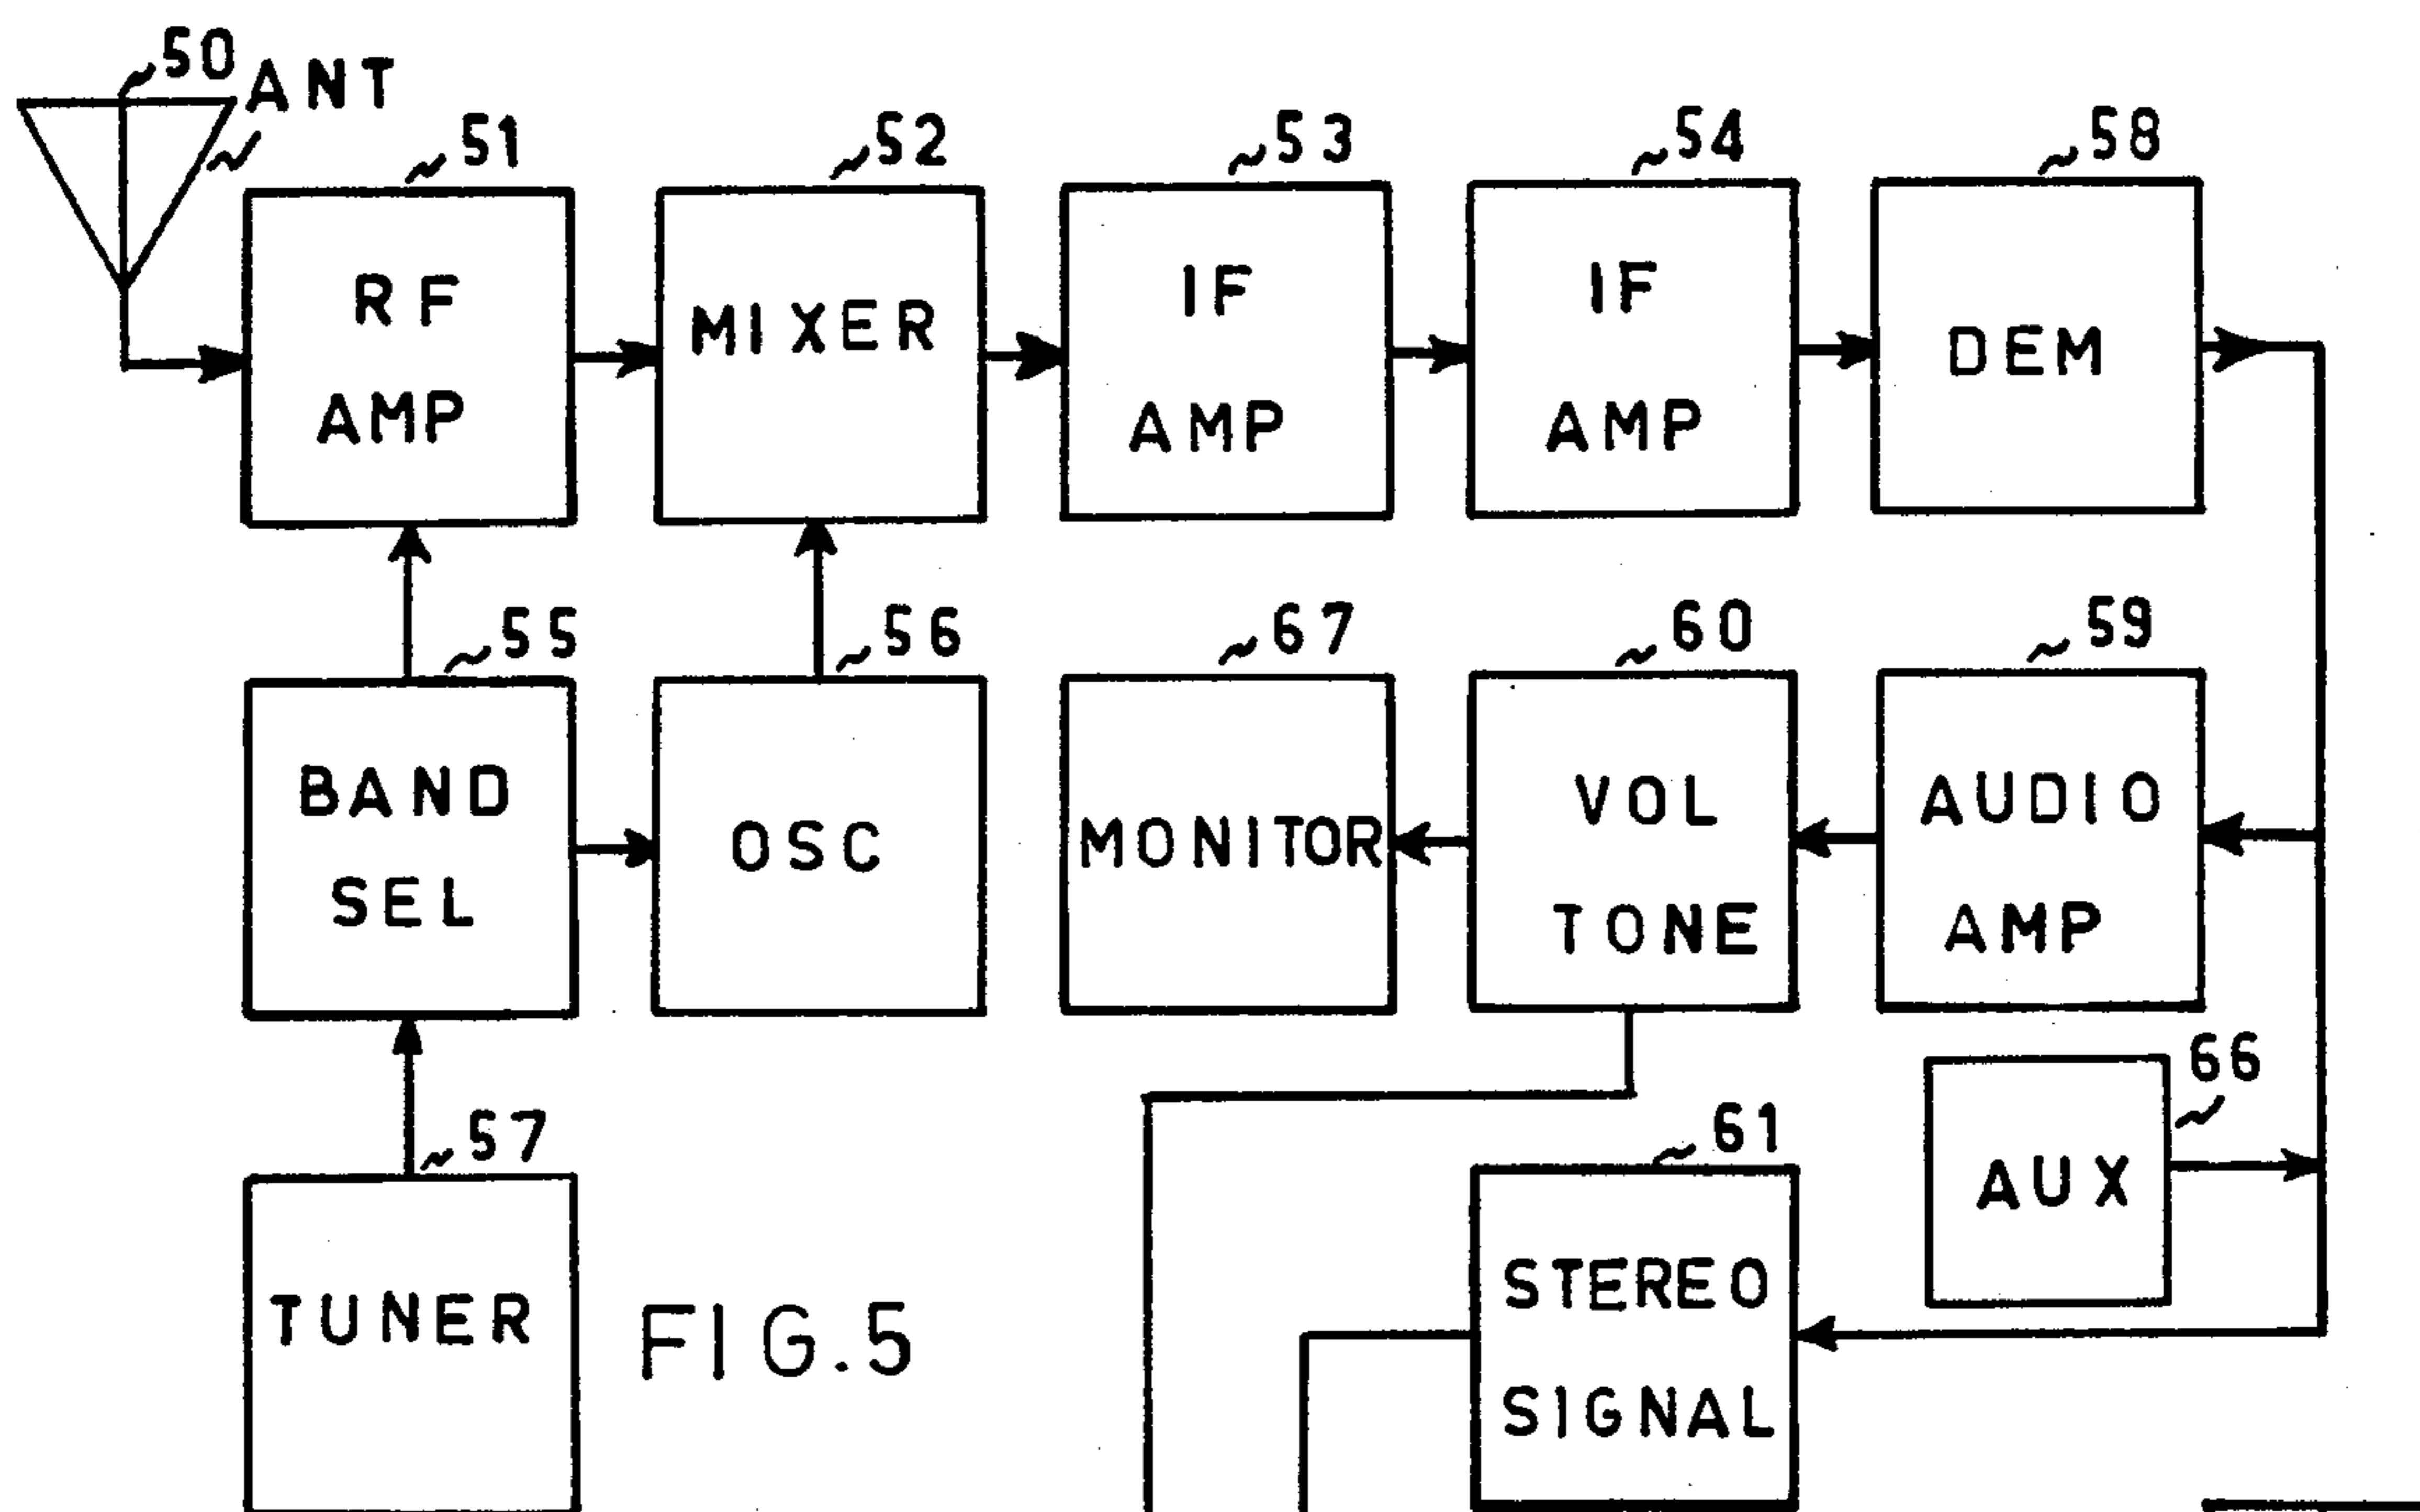 50
ANT
51
52
53
54
58
RF
AMP
MIXER
IF
AMP
IF
AMP
DEM
55
56
67
60
59
BAND
SEL
OSC
MONITOR
VOL
TONE
AUDIO
AMP
66
57
61
AUX
TUNER
FIG.5
STEREO
SIGNAL